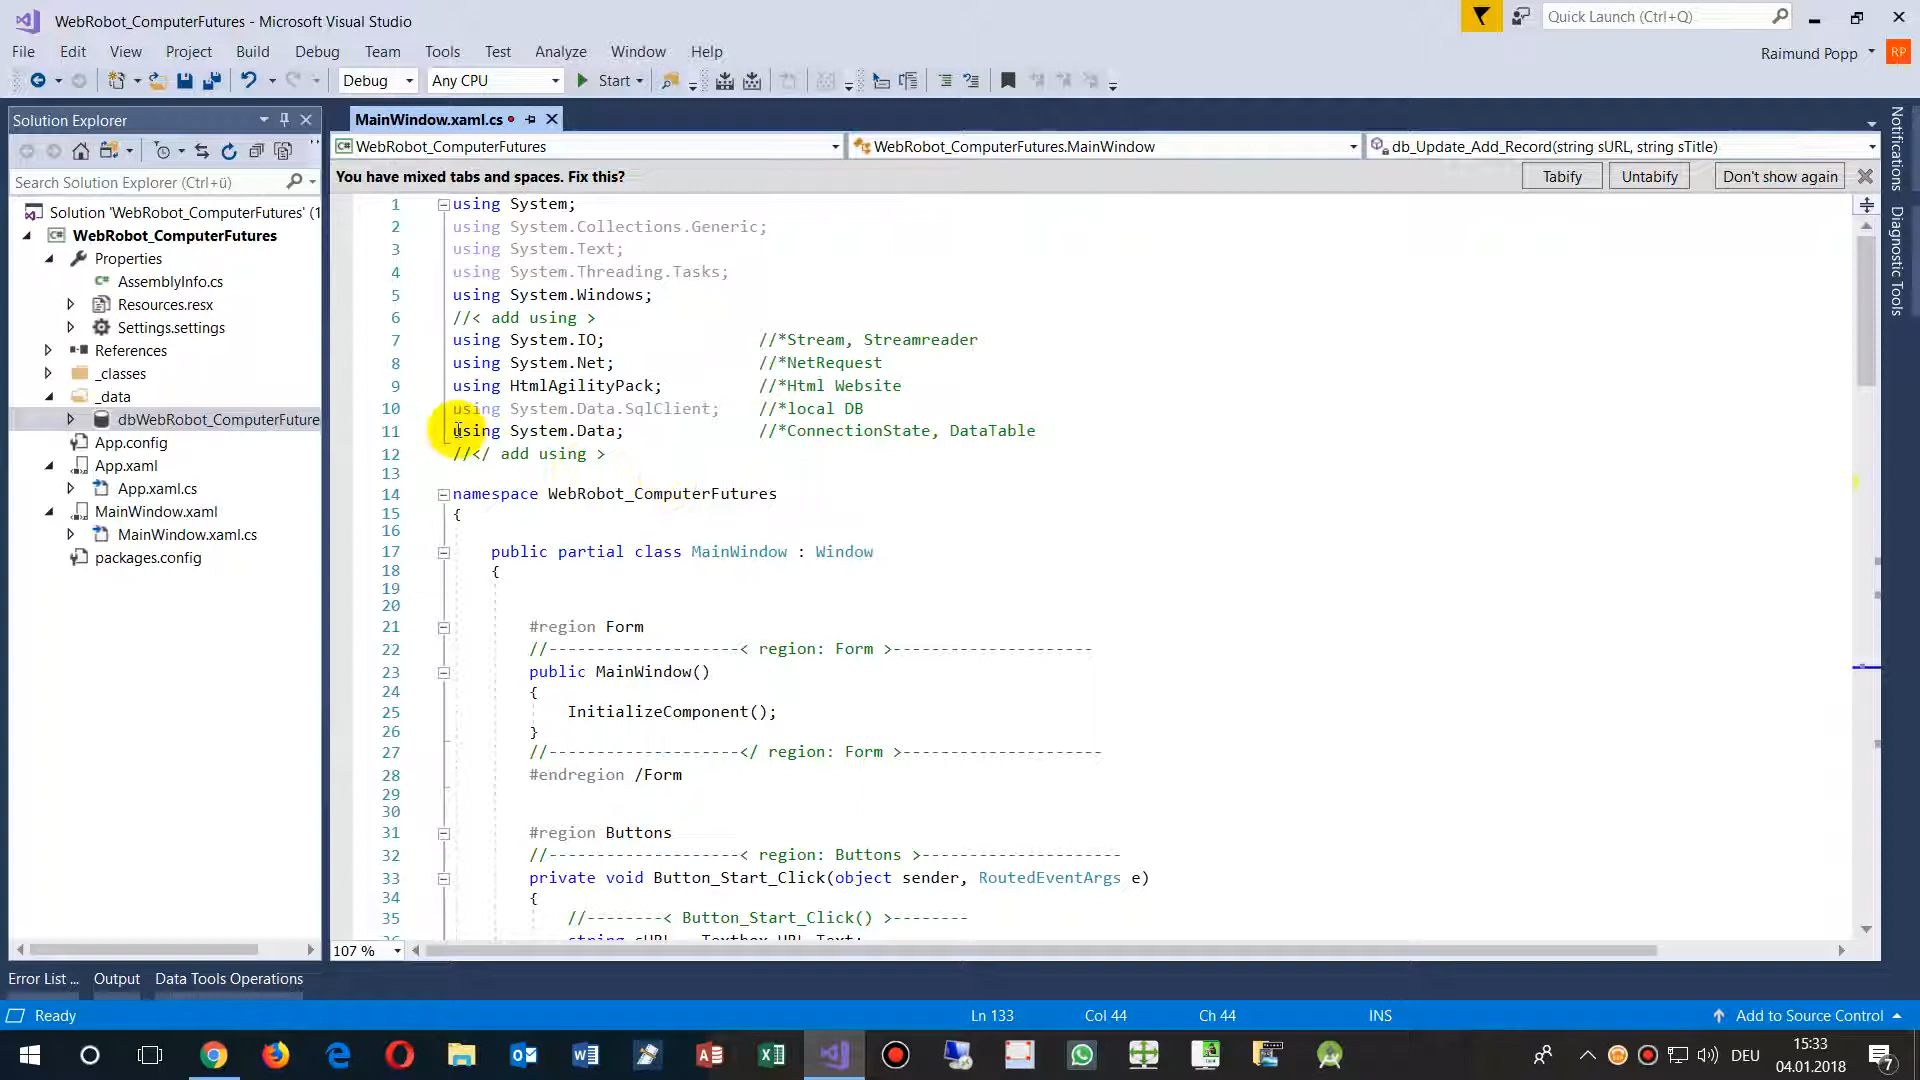 WebRobot_ComputerFutures - Microsoft Visual Studio
Quick Launch (Ctrl+Q)
File Edit View Project Build Debug Team Tools Test Analyze Window Help
Raimund Popp RP
Debug Any CPU Start
Solution Explorer
MainWindow.xaml.cs
WebRobot_ComputerFutures WebRobot_ComputerFutures.MainWindow db_Update_Add_Record(string sURL, string sTitle)
Search Solution Explorer (Ctrl+ü)
You have mixed tabs and spaces. Fix this? Tabify Untabify Don't show again
Notifications
Diagnostic Tools
Solution 'WebRobot_ComputerFutures' (1
WebRobot_ComputerFutures
Properties
AssemblyInfo.cs
Resources.resx
Settings.settings
References
_classes
_data
dbWebRobot_ComputerFuture
App.config
App.xaml
App.xaml.cs
MainWindow.xaml
MainWindow.xaml.cs
packages.config
1 using System;
2 using System.Collections.Generic;
3 using System.Text;
4 using System.Threading.Tasks;
5 using System.Windows;
6 //< add using >
7 using System.IO; //*Stream, Streamreader
8 using System.Net; //*NetRequest
9 using HtmlAgilityPack; //*Html Website
10 using System.Data.SqlClient; //*local DB
11 using System.Data; //*ConnectionState, DataTable
12 //</ add using >
13
14 namespace WebRobot_ComputerFutures
15 {
16
17 public partial class MainWindow : Window
18 {
19
20
21 #region Form
22 //--------------------< region: Form >---------------------
23 public MainWindow()
24 {
25 InitializeComponent();
26 }
27 //--------------------</ region: Form >---------------------
28 #endregion /Form
29
30
31 #region Buttons
32 //--------------------< region: Buttons >---------------------
33 private void Button_Start_Click(object sender, RoutedEventArgs e)
34 {
35 //--------< Button_Start_Click() >--------
107 %
Error List ... Output Data Tools Operations
Ready Ln 133 Col 44 Ch 44 INS Add to Source Control
DEU
15:33
04.01.2018
7